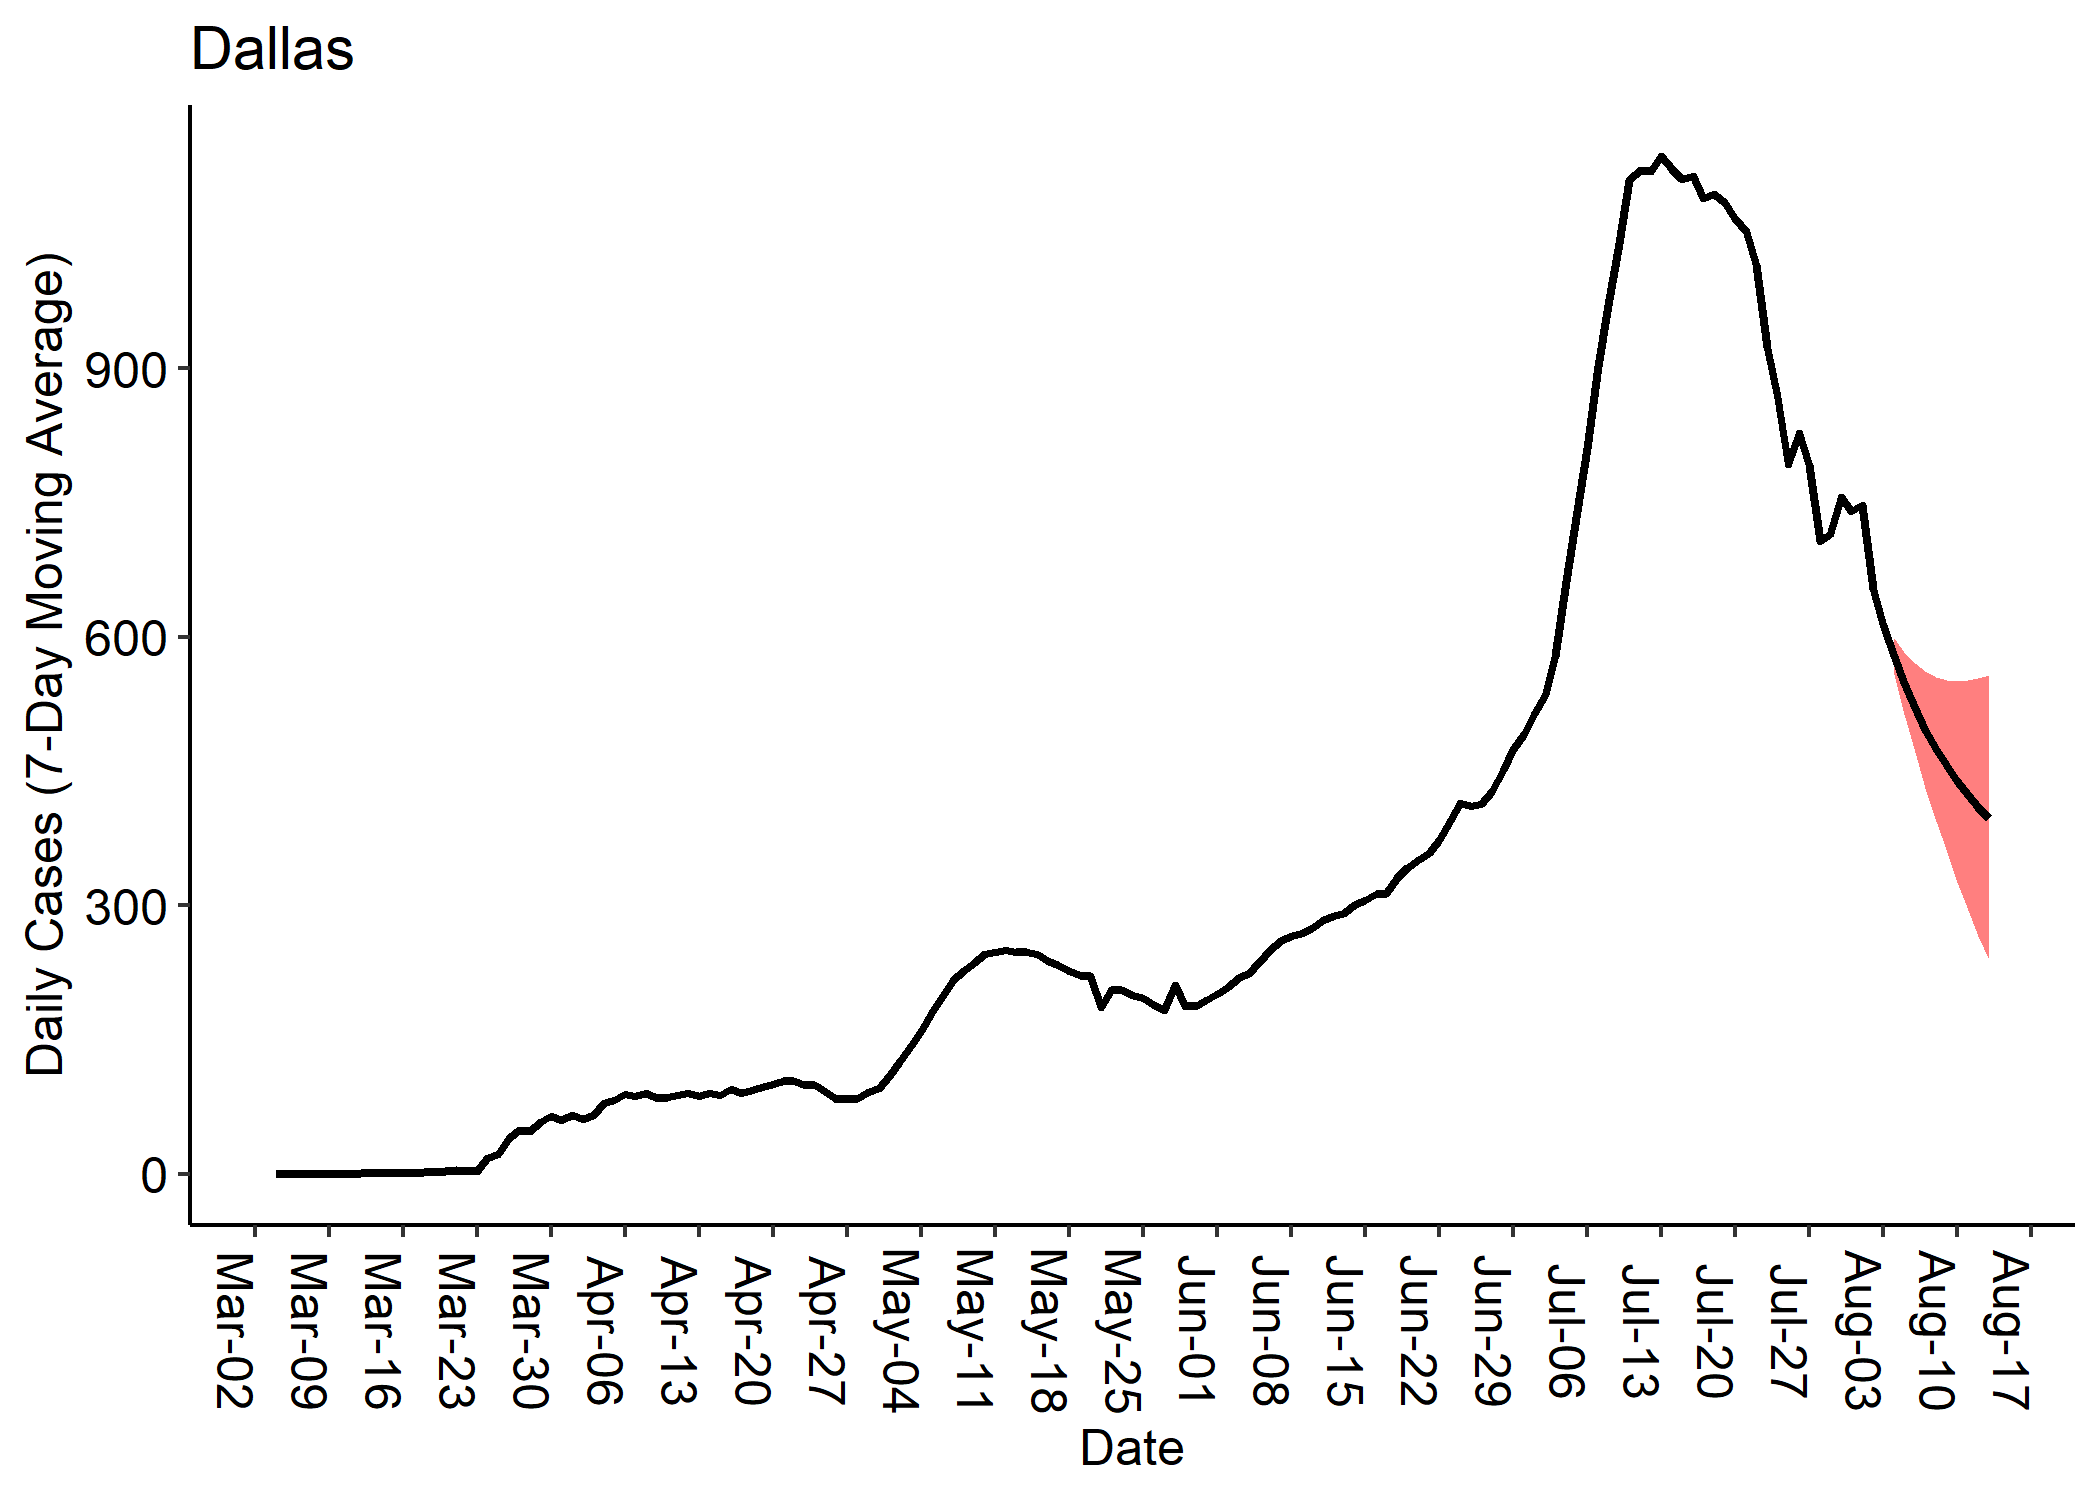 Dallas
Daily Cases (7-Day Moving Average)
900
600
300
0
Mar-02
Mar-09
Mar-16
Mar-23
Mar-30
Apr-06
Apr-13
Apr-20
Apr-27
May-04
May-11
May-18
May-25
Jun-01
Jun-08
Jun-15
Jun-22
Jun-29
Jul-06
Jul-13
Jul-20
Jul-27
Aug-03
Aug-10
Aug-17
Date